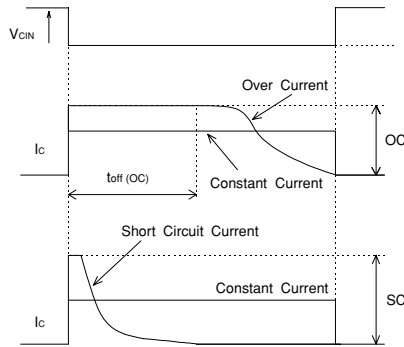 VCIN
Over Current
OC
IC
toff (OC)
Constant Current
Short Circuit Current
Constant Current
SC
IC